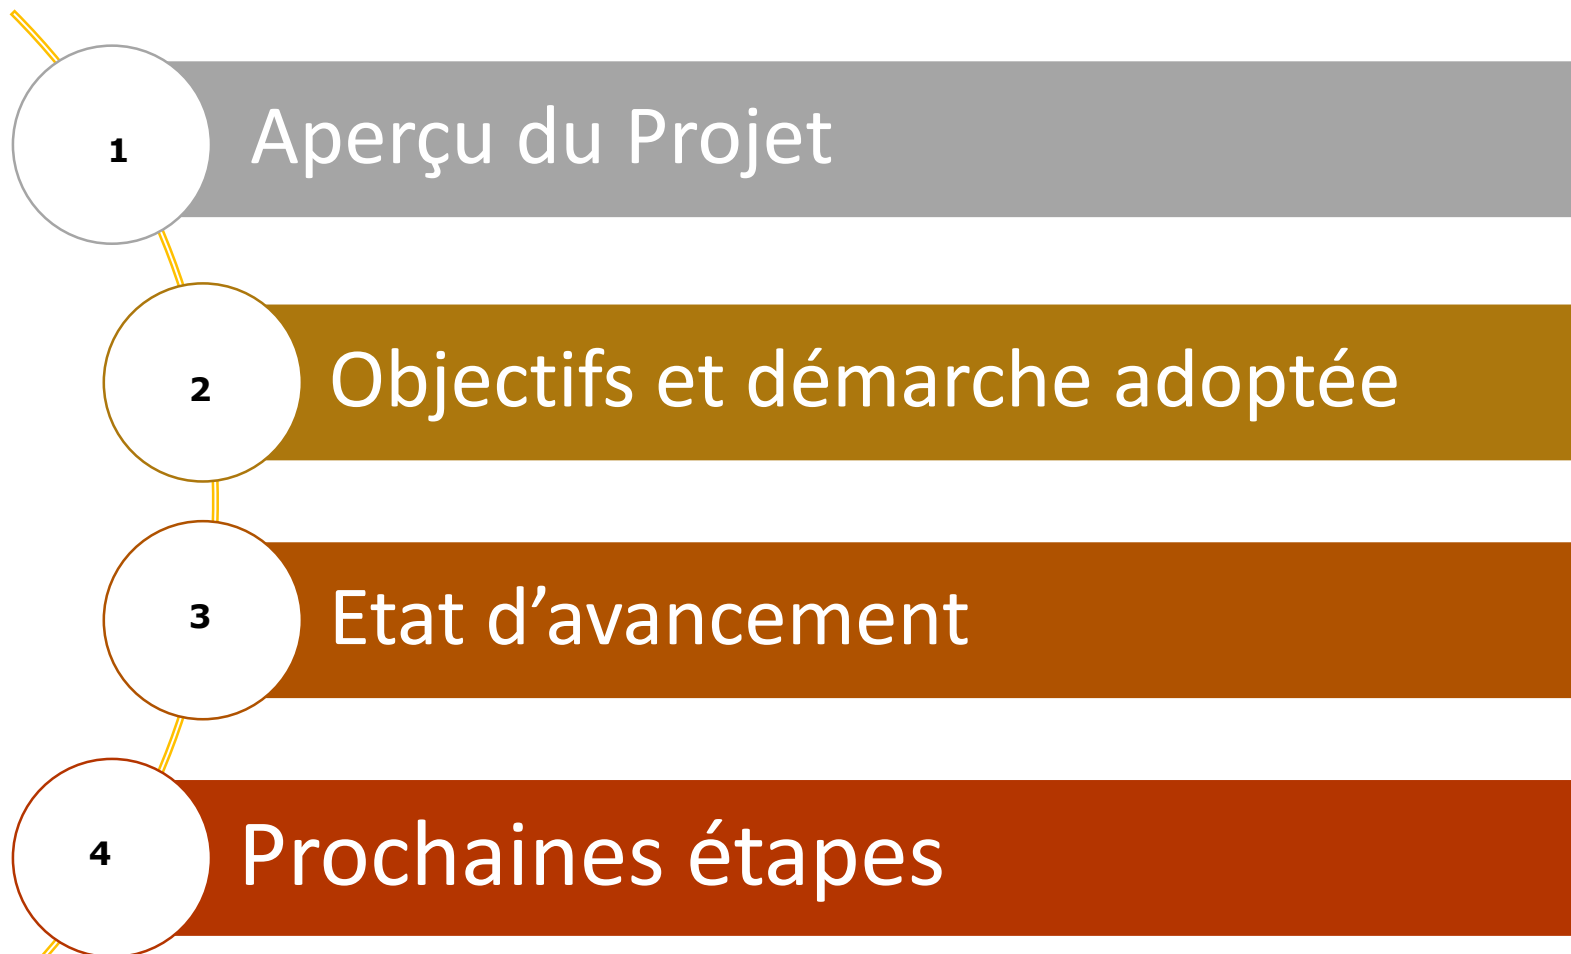 1
Aperçu du Projet
2
Objectifs et démarche adoptée
3
Etat d’avancement
4
Prochaines étapes